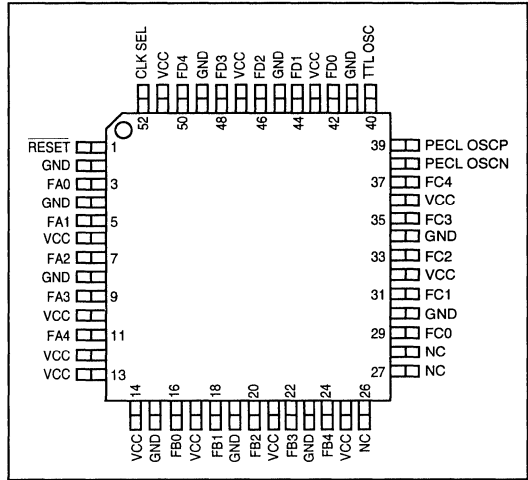 CLK SEL VCC FD4 GND FD3 VCC FD2 GND FD1 VCC FD0 GND TTL OSC
52 50 48 46 44 42 40
RESET 1
GND
FA0 3
GND
FA1 5
VCC
FA2 7
GND
FA3 9
VCC
FA4 11
VCC
VCC 13
39 PECL OSCP
PECL OSCN
37 FC4
VCC
35 FC3
GND
33 FC2
VCC
31 FC1
GND
29 FC0
NC
27 NC
14 16 18 20 22 24 26
VCC GND FB0 VCC FB1 GND FB2 VCC FB3 GND FB4 VCC NC